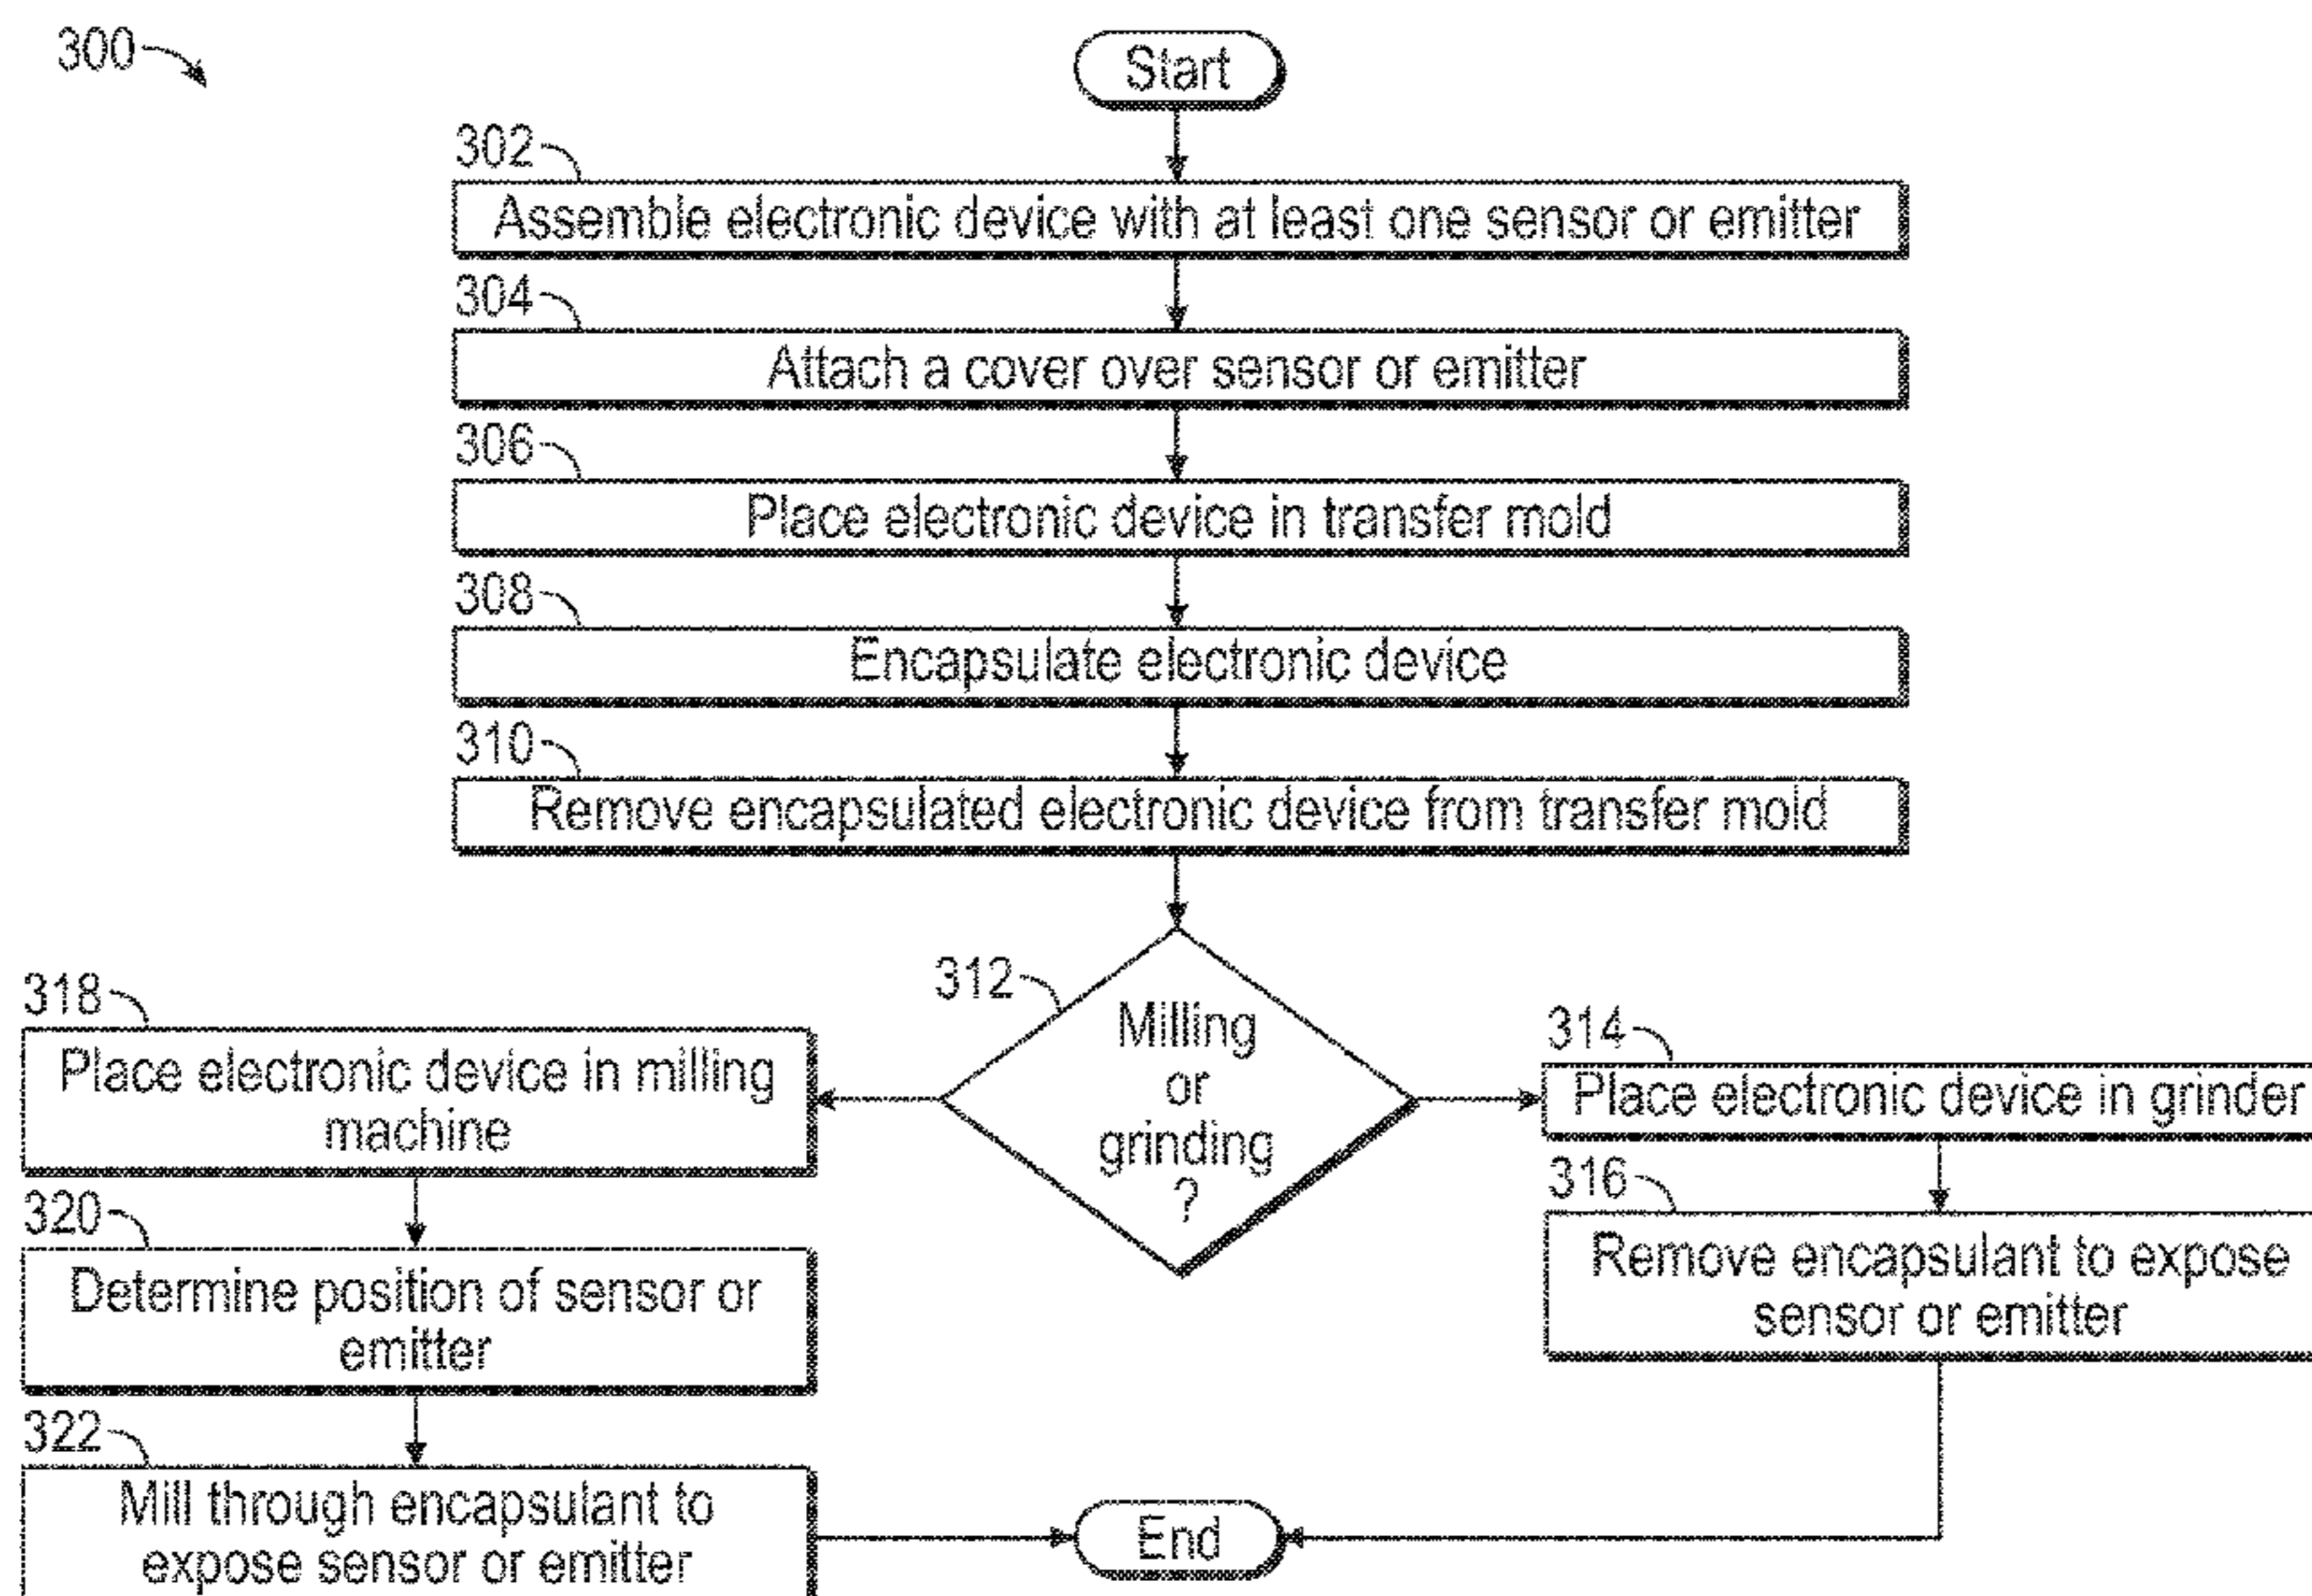 300
Start
302
Assemble electronic device with at least one sensor or emitter
304
Attach a cover over sensor or emitter
306
Place electronic device in transfer mold
308
Encapsulate electronic device
310
Remove encapsulated electronic device from transfer mold
312
Milling
or
grinding
?
318
Place electronic device in milling
machine
320
Determine position of sensor or
emitter
322
Mill through encapsulant to
expose sensor or emitter
314
Place electronic device in grinder
316
Remove encapsulant to expose
sensor or emitter
End